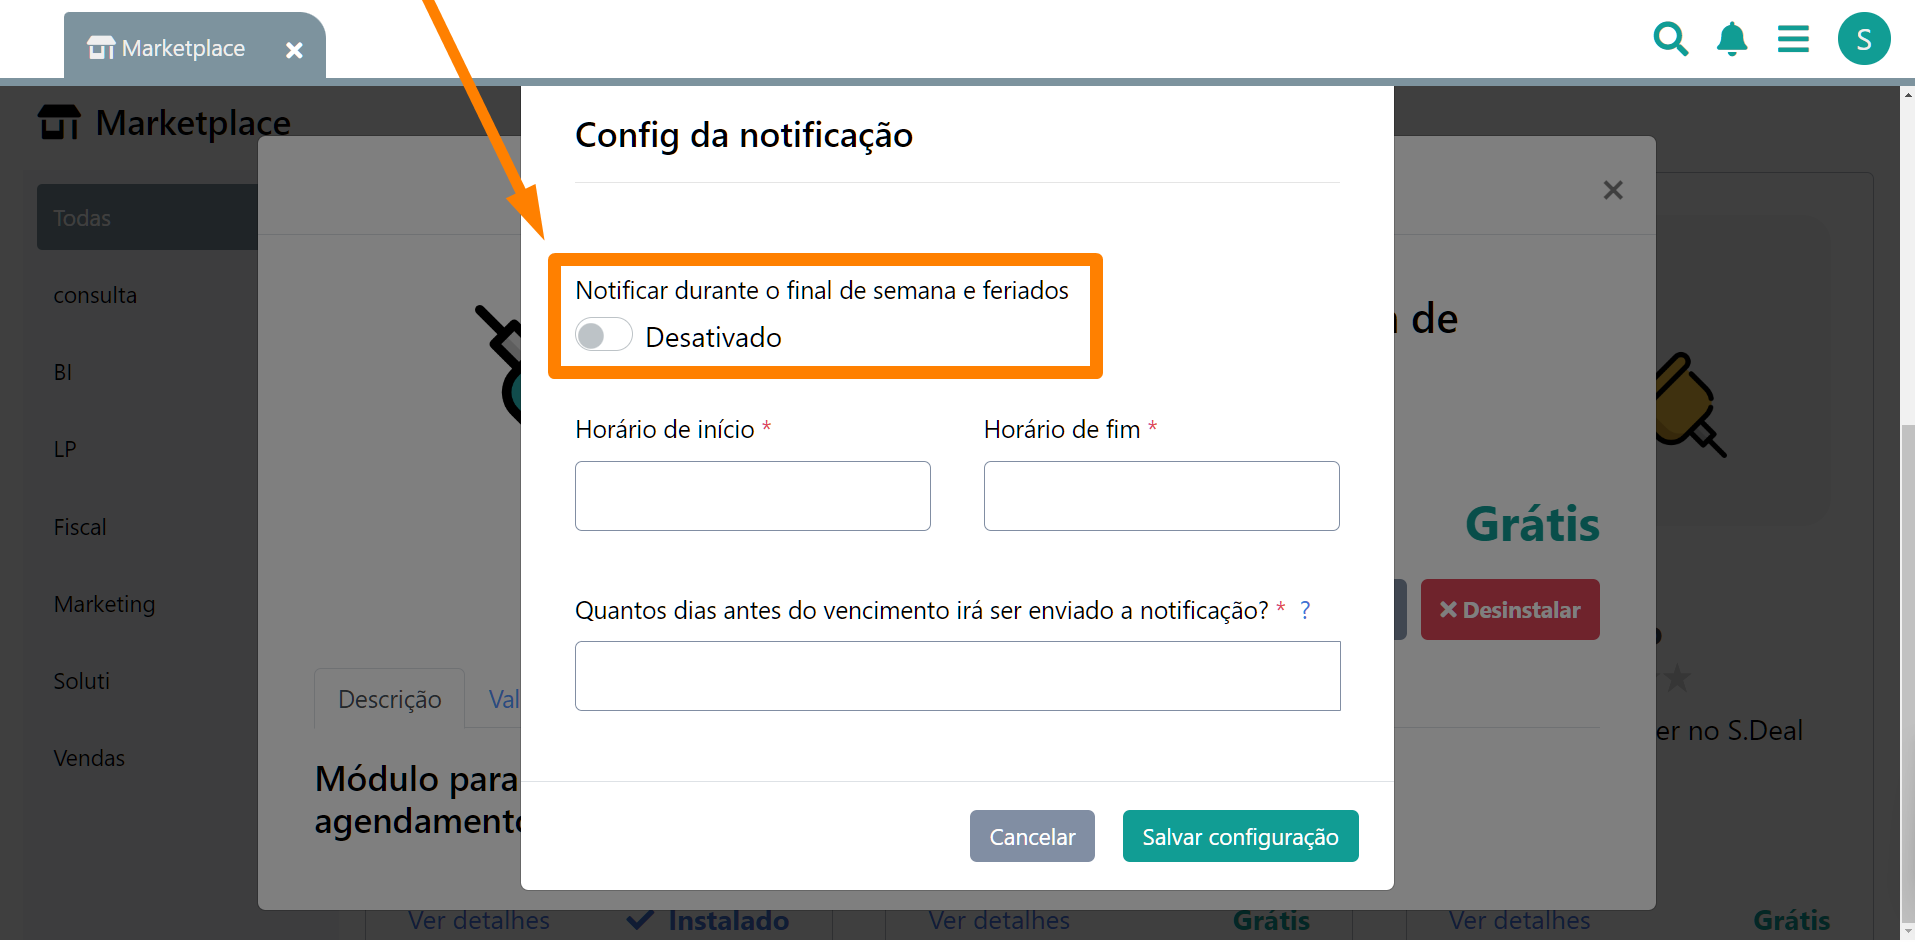 Marketplace
S
Marketplace
Todas
consulta
BI
LP
Fiscal
Marketing
Soluti
Vendas
Config da notificação
Notificar durante o final de semana e feriados
Desativado
Horário de início *
Horário de fim *
Quantos dias antes do vencimento irá ser enviado a notificação? * ?
Cancelar
Salvar configuração
de
Grátis
Desinstalar
Descrição
Val
Módulo para
agendamento
er no S.Deal
Ver detalhes
Instalado
Ver detalhes
Grátis
Ver detalhes
Grátis